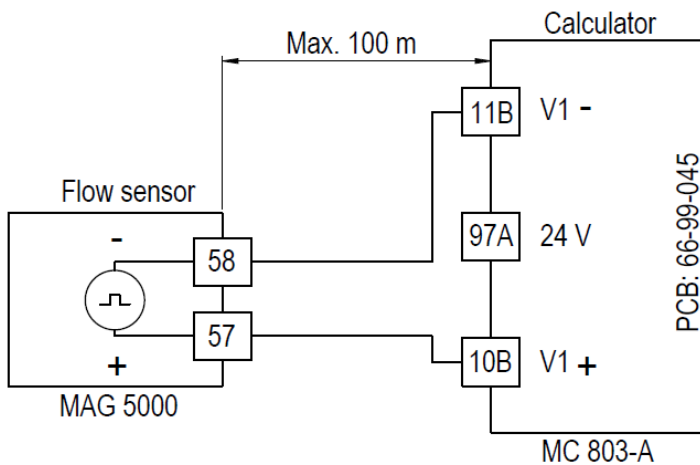 Calculator
Max. 100 m
11B V1 -
Flow sensor
- 58
97A 24 V
PCB: 66-99-045
57
+
10B V1 +
MAG 5000
MC 803-A